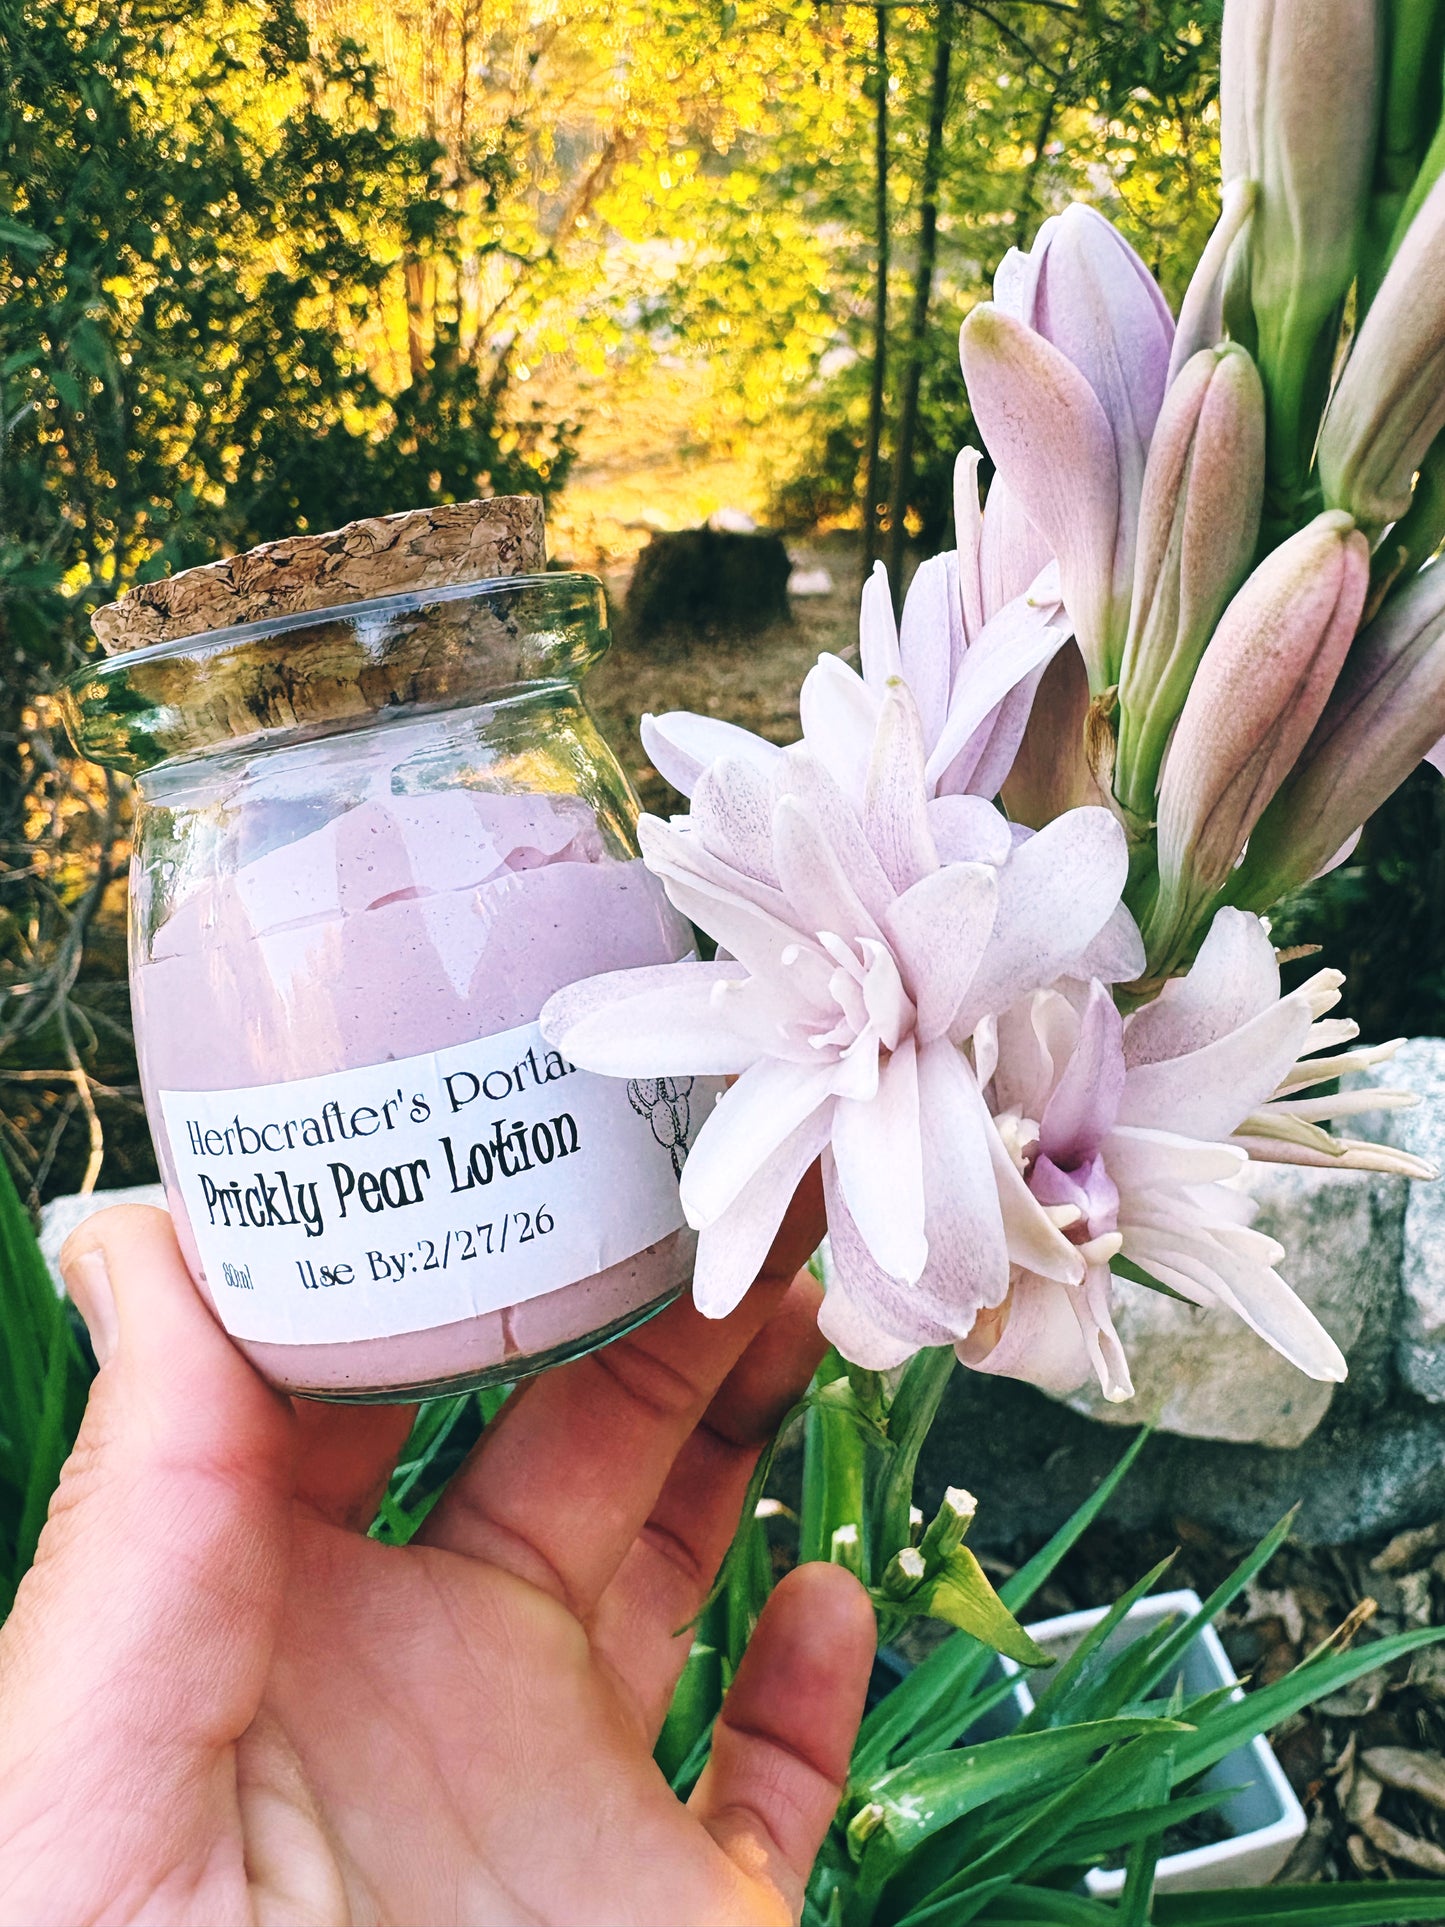 Herbcrafter's Portal
Prickly Pear Lotion
80ml Use By:2/27/26